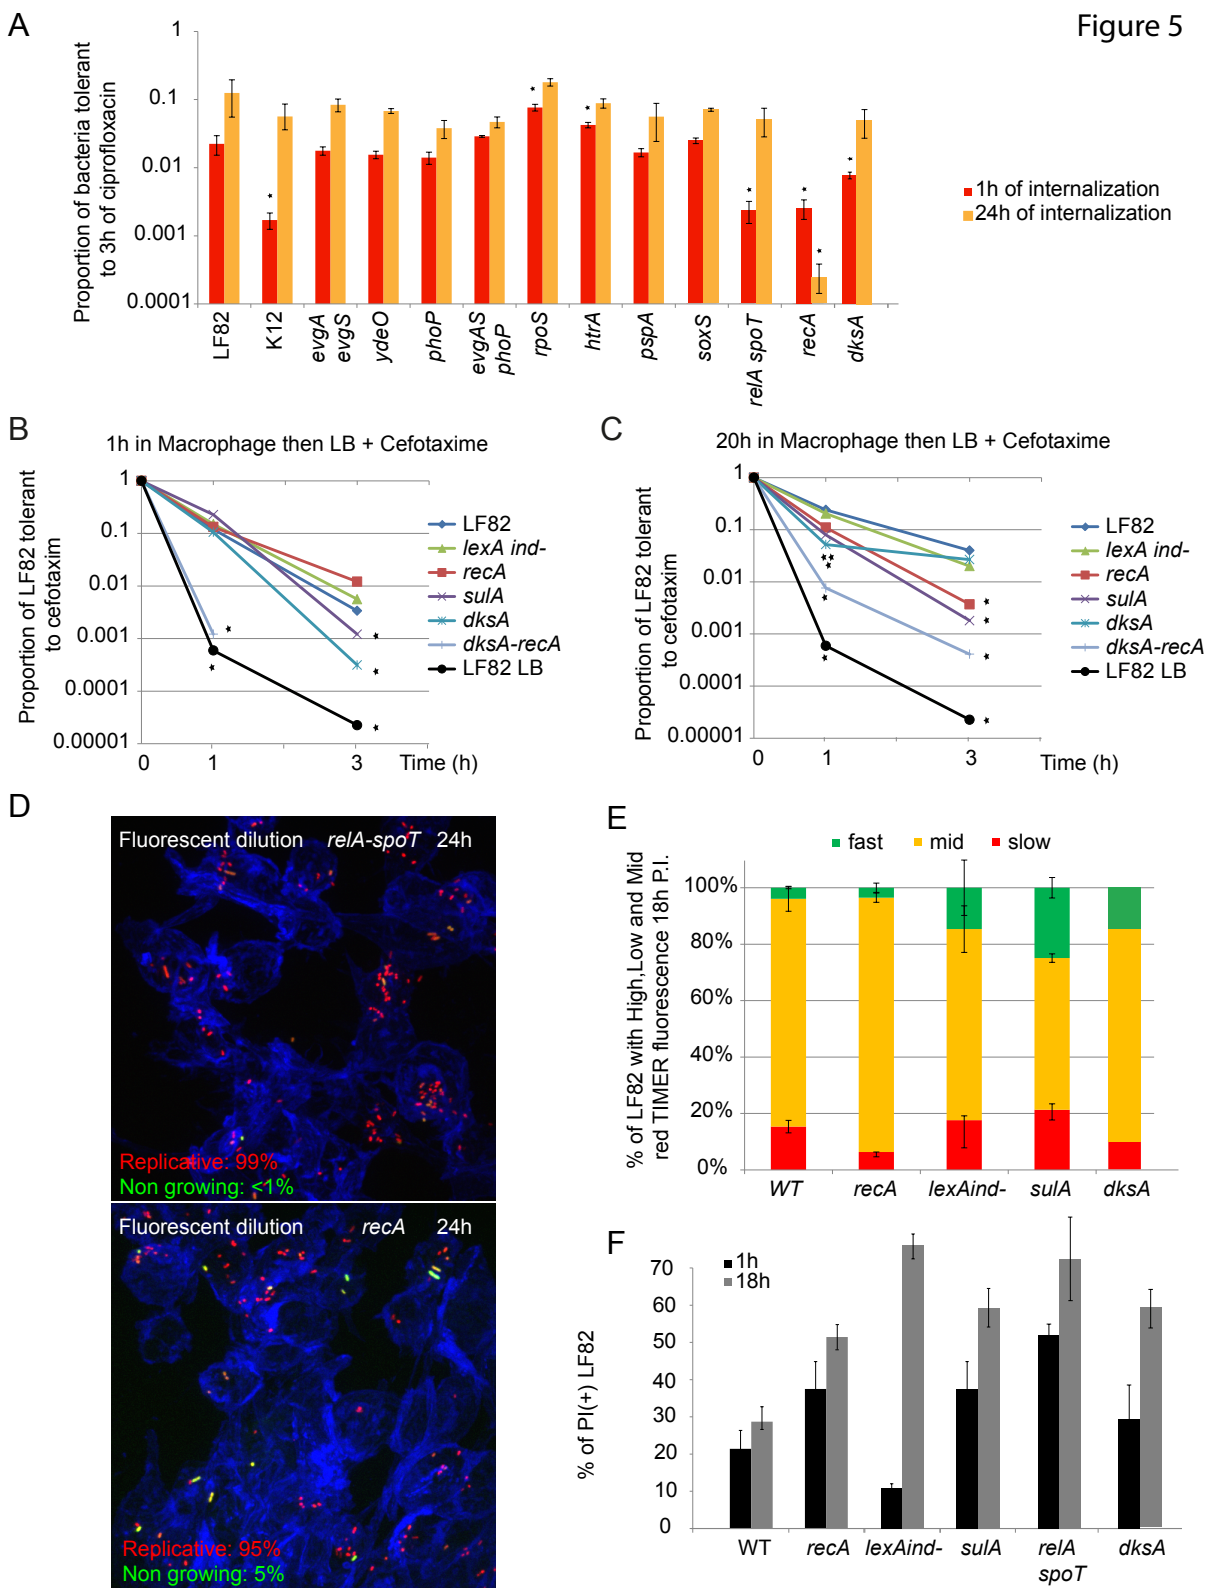 Figure 5
A
Proportion of bacteria tolerant
to 3h of ciprofloxacin
1
0.1
0.01
0.001
0.0001
LF82
K12
evgA
evgS
ydeO
phoP
evgAS
phoP
rpoS
htrA
pspA
soxS
relA spoT
recA
dksA
1h of internalization
24h of internalization
B
1h in Macrophage then LB + Cefotaxime
Proportion of LF82 tolerant
to cefotaxim
1
0.1
0.01
0.001
0.0001
0.00001
0
1
3
Time (h)
LF82
lexA ind-
recA
sulA
dksA
dksA-recA
LF82 LB
C
20h in Macrophage then LB + Cefotaxime
Proportion of LF82 tolerant
to cefotaxim
1
0.1
0.01
0.001
0.0001
0.00001
0
1
3
Time (h)
LF82
lexA ind-
recA
sulA
dksA
dksA-recA
LF82 LB
D
Fluorescent dilution relA-spoT 24h
Replicative: 99%
Non growing: <1%
Fluorescent dilution recA 24h
Replicative: 95%
Non growing: 5%
E
fast mid slow
% of LF82 with High,Low and Mid
red TIMER fluorescence 18h P.I.
100%
80%
60%
40%
20%
0%
WT
recA
lexAind-
sulA
dksA
F
1h
18h
% of PI(+) LF82
70
60
50
40
30
20
10
0
WT
recA
lexAind-
sulA
relA
spoT
dksA